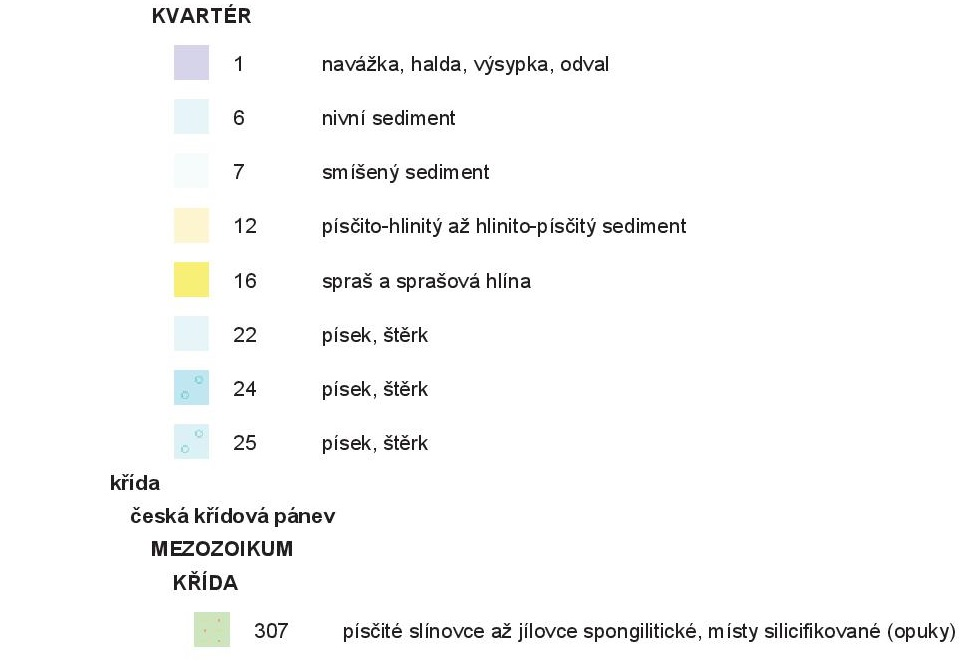 KVARTÉR
1 navážka, halda, výsypka, odval
6 nivní sediment
7 smíšený sediment
12 písčito-hlinitý až hlinito-písčitý sediment
16 spraš a sprašová hlína
22 písek, štěrk
24 písek, štěrk
25 písek, štěrk
křída
česká křídová pánev
MEZOZOIKUM
KŘÍDA
307 písčité slínovce až jílovce spongilitické, místy silicifikované (opuky)